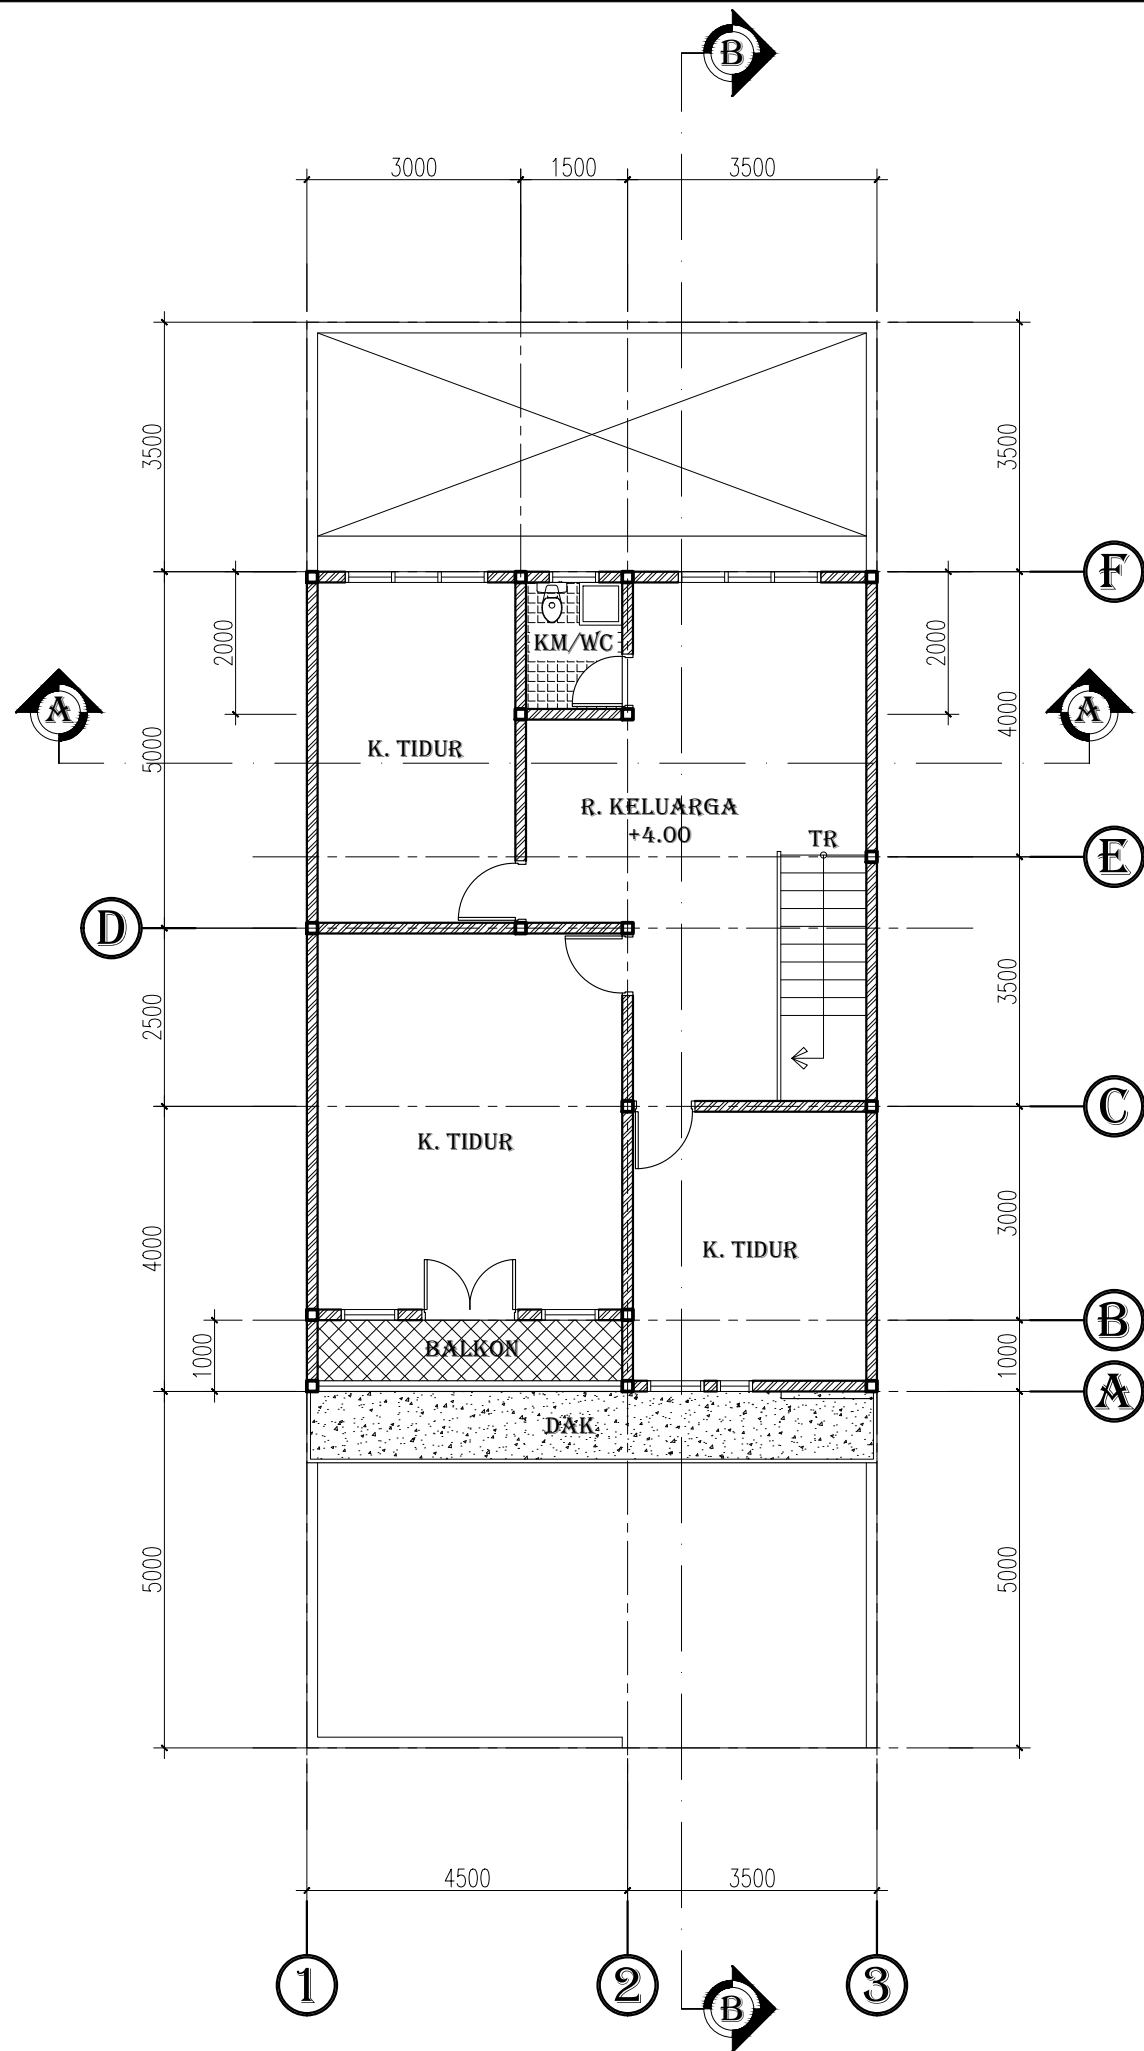 B
3000 1500 3500
3500 3500
F
2000 KM/WC 2000
A A
5000 K. TIDUR 4000
R. KELUARGA
+4.00 TR
E
D
2500 3500
C
K. TIDUR
4000 3000
K. TIDUR
B
1000 BALKON 1000
A
DAK
5000 5000
4500 3500
1 2 3
B